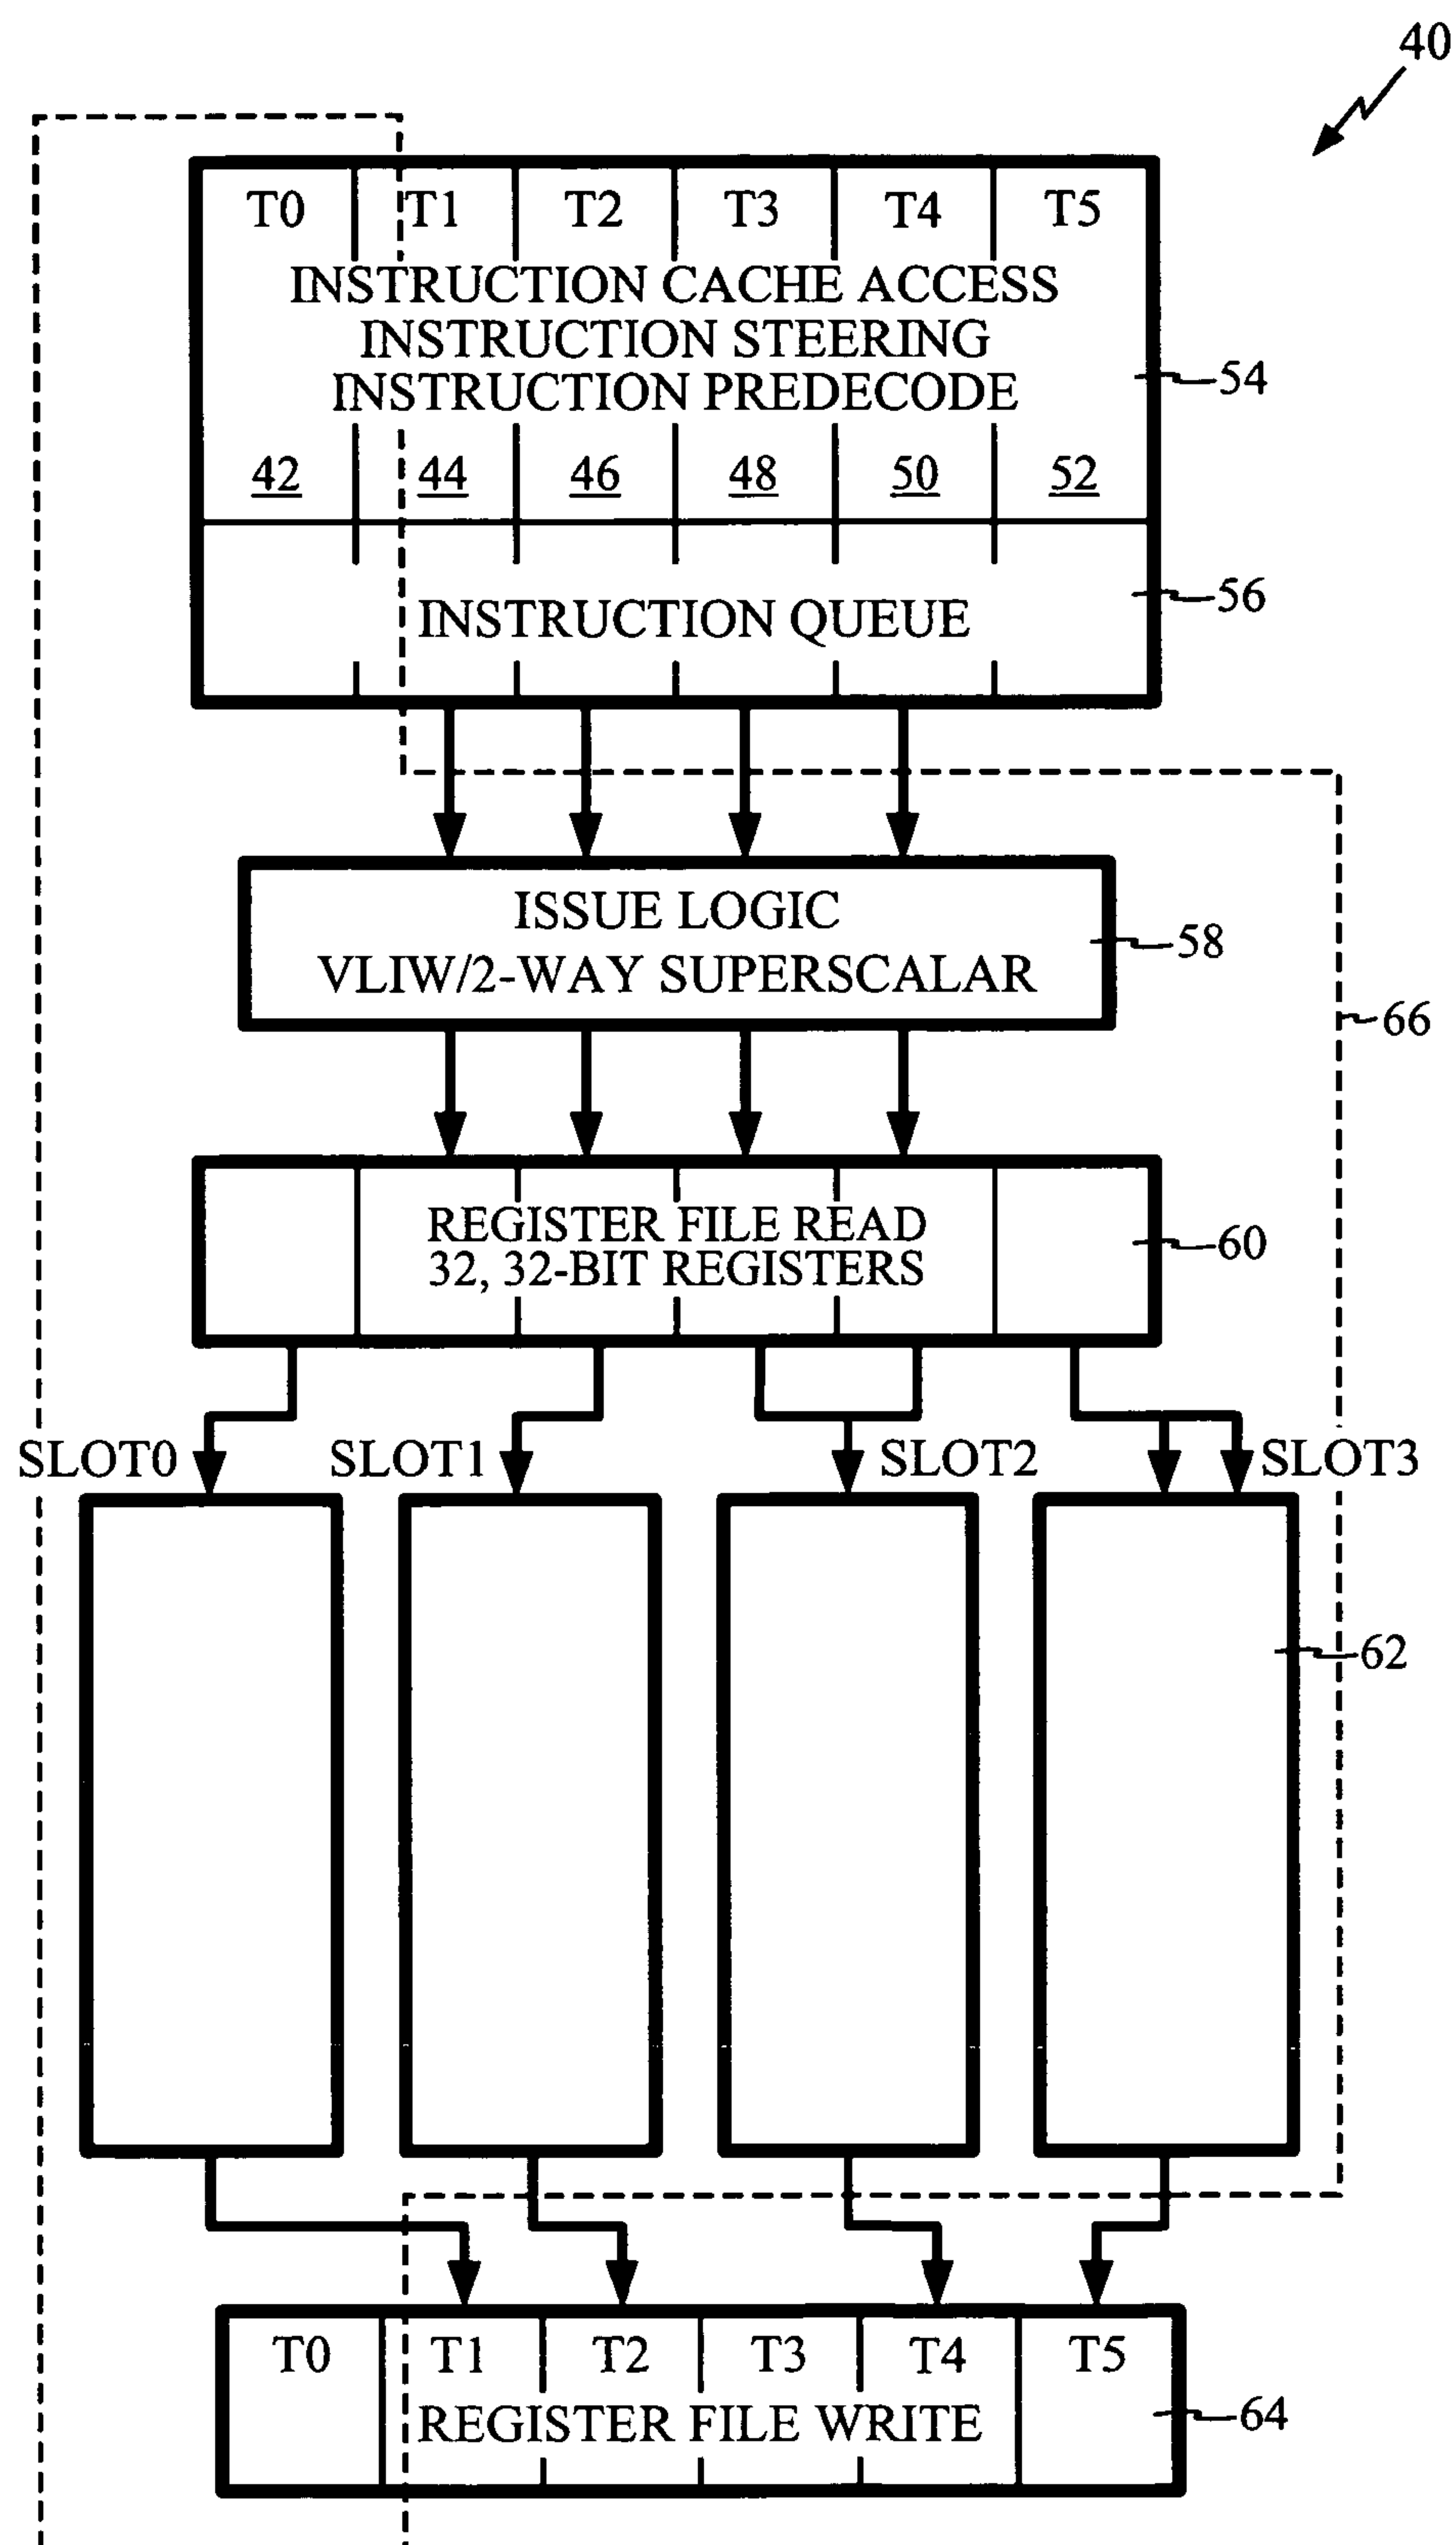 40
T0 T1 T2 T3 T4 T5
INSTRUCTION CACHE ACCESS
INSTRUCTION STEERING
INSTRUCTION PREDECODE
54
42 44 46 48 50 52
INSTRUCTION QUEUE
56
ISSUE LOGIC
VLIW/2-WAY SUPERSCALAR
58
66
REGISTER FILE READ
32, 32-BIT REGISTERS
60
SLOT0 SLOT1 SLOT2 SLOT3
62
T0 T1 T2 T3 T4 T5
REGISTER FILE WRITE
64